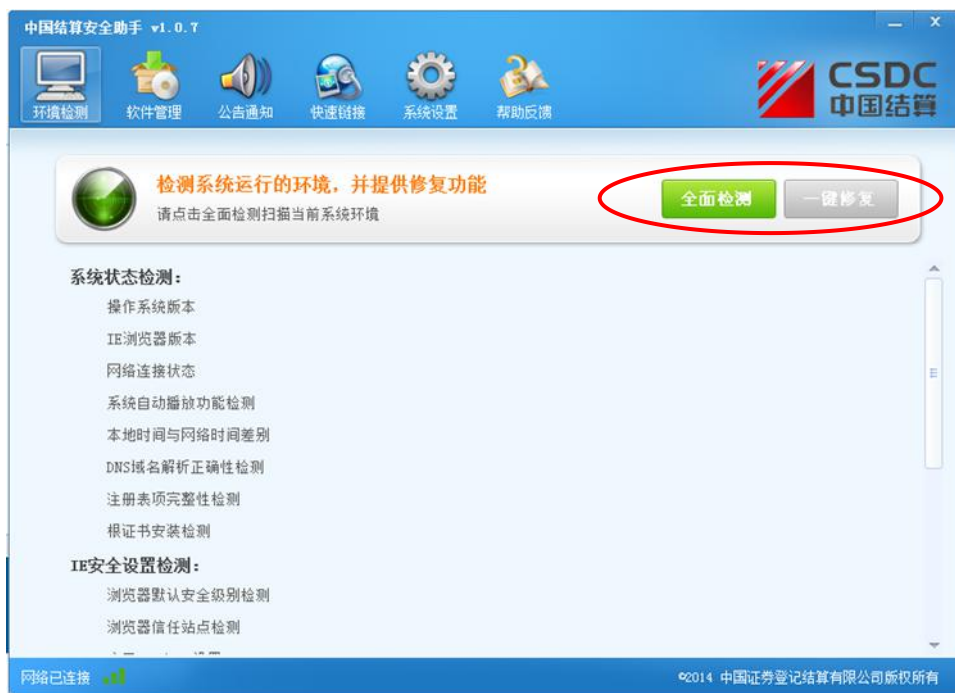 中国结算安全助手 v1.0.7
环境检测 软件管理 公告通知 快速链接 系统设置 帮助反馈
CSDC
中国结算
检测系统运行的环境，并提供修复功能
请点击全面检测扫描当前系统环境
全面检测 一键修复
系统状态检测：
操作系统版本
IE浏览器版本
网络连接状态
系统自动播放功能检测
本地时间与网络时间差别
DNS域名解析正确性检测
注册表项完整性检测
根证书安装检测
IE安全设置检测：
浏览器默认安全级别检测
浏览器信任站点检测
网络已连接
©2014 中国证券登记结算有限公司版权所有